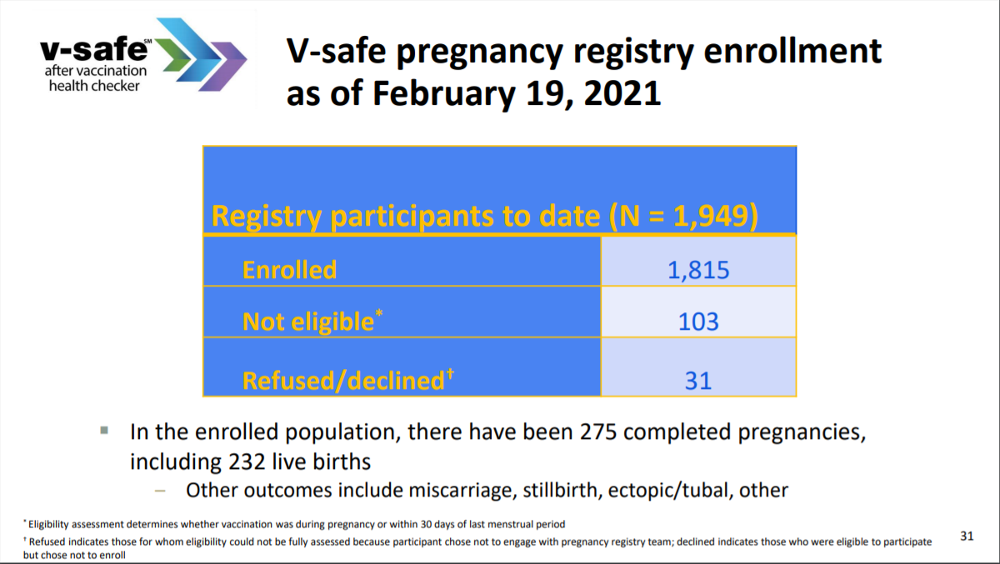 v-safe℠
after vaccination
health checker
V-safe pregnancy registry enrollment
as of February 19, 2021
Registry participants to date (N = 1,949)
Enrolled 1,815
Not eligible* 103
Refused/declined† 31
▪ In the enrolled population, there have been 275 completed pregnancies,
including 232 live births
– Other outcomes include miscarriage, stillbirth, ectopic/tubal, other
* Eligibility assessment determines whether vaccination was during pregnancy or within 30 days of last menstrual period
† Refused indicates those for whom eligibility could not be fully assessed because participant chose not to engage with pregnancy registry team; declined indicates those who were eligible to participate
but chose not to enroll
31